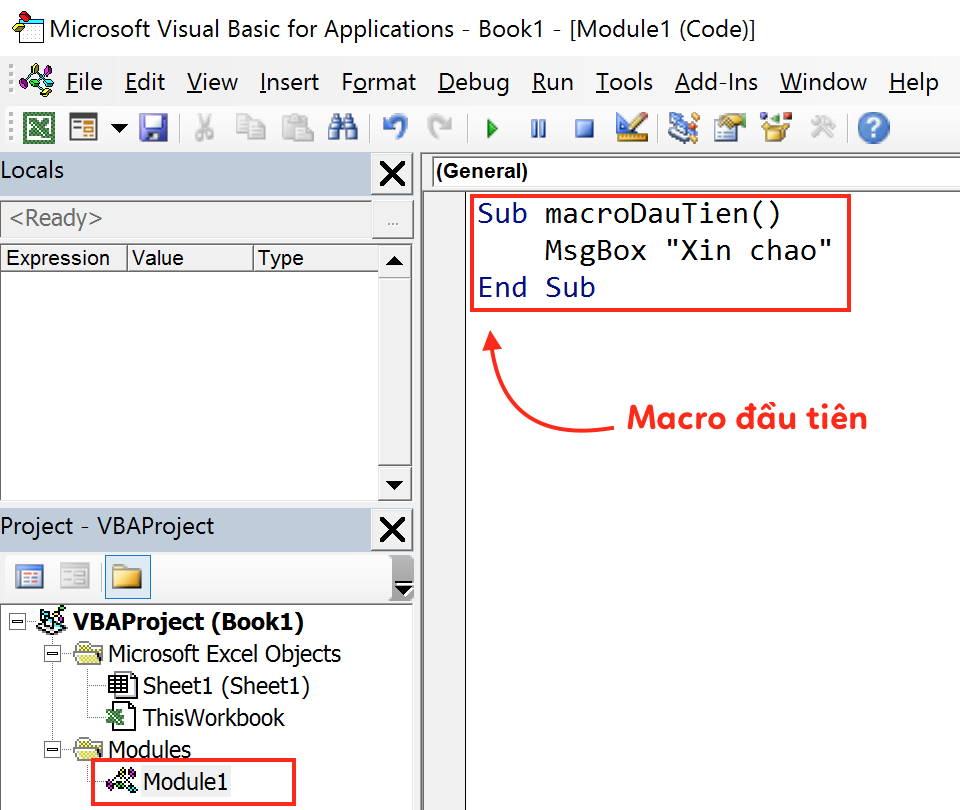 Microsoft Visual Basic for Applications - Book1 - [Module1 (Code)]
File Edit View Insert Format Debug Run Tools Add-Ins Window Help
Locals
<Ready>
...
Expression Value Type
Project - VBAProject
VBAProject (Book1)
Microsoft Excel Objects
Sheet1 (Sheet1)
ThisWorkbook
Modules
Module1
(General)
Sub macroDauTien()
MsgBox "Xin chao"
End Sub
Macro đầu tiên